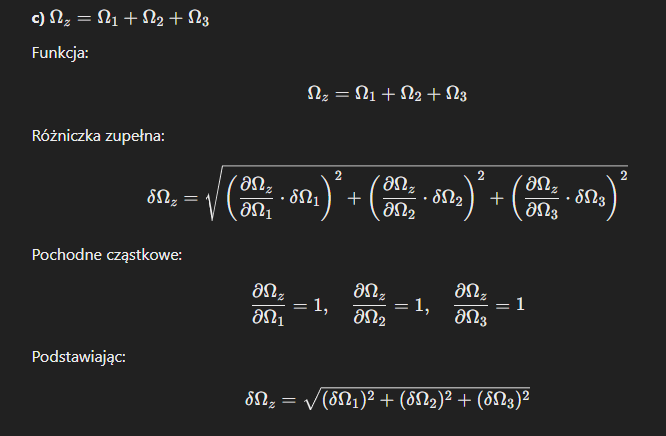 c) Ω_z = Ω_1 + Ω_2 + Ω_3
Funkcja:
Ω_z = Ω_1 + Ω_2 + Ω_3
Różniczka zupełna:
δΩ_z = √((∂Ω_z/∂Ω_1 · δΩ_1)² + (∂Ω_z/∂Ω_2 · δΩ_2)² + (∂Ω_z/∂Ω_3 · δΩ_3)²)
Pochodne cząstkowe:
∂Ω_z/∂Ω_1 = 1, ∂Ω_z/∂Ω_2 = 1, ∂Ω_z/∂Ω_3 = 1
Podstawiając:
δΩ_z = √((δΩ_1)² + (δΩ_2)² + (δΩ_3)²)